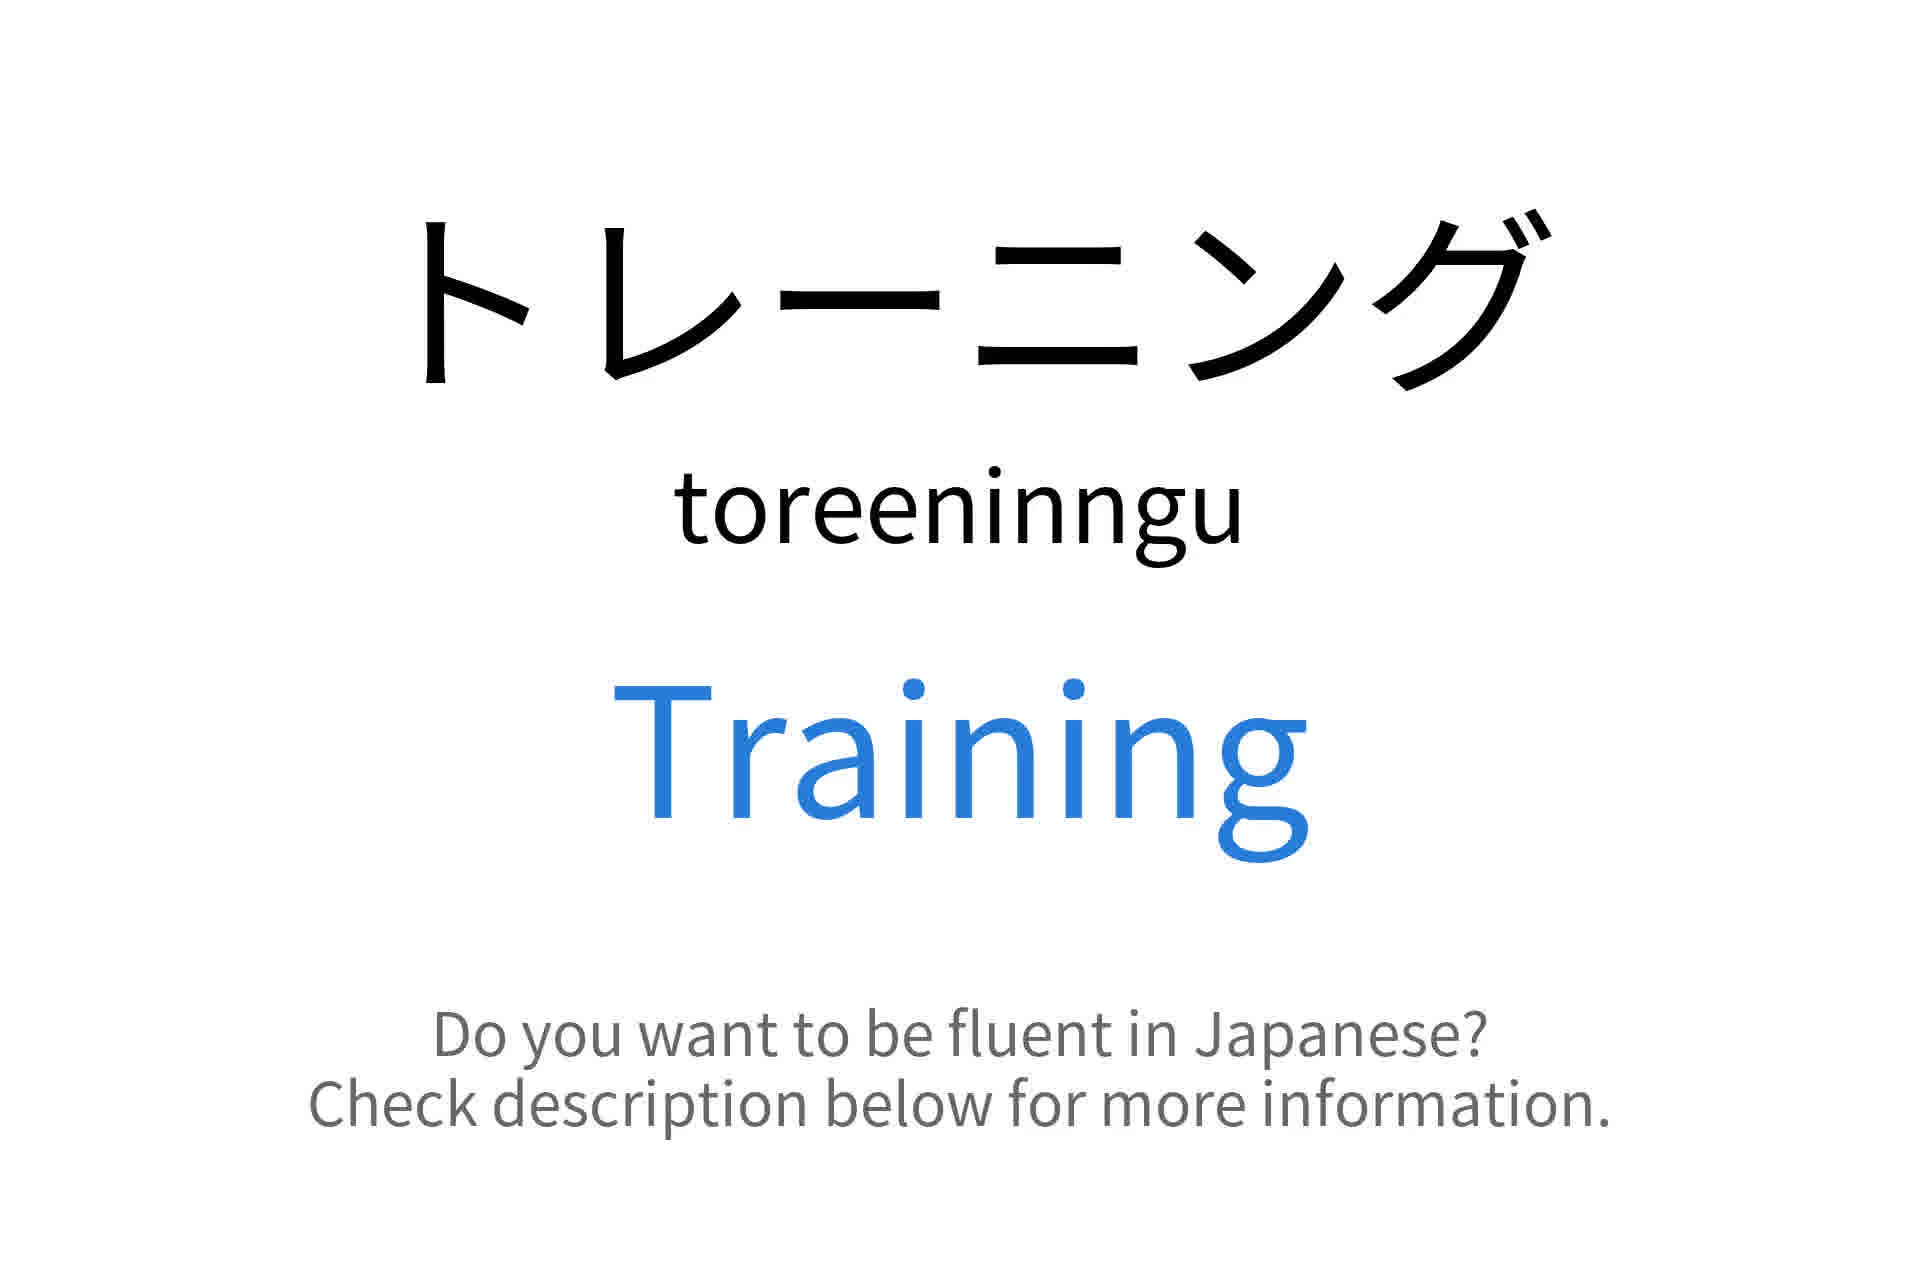 トレーニング
toreeninngu
Training
Do you want to be fluent in Japanese?
Check description below for more information.